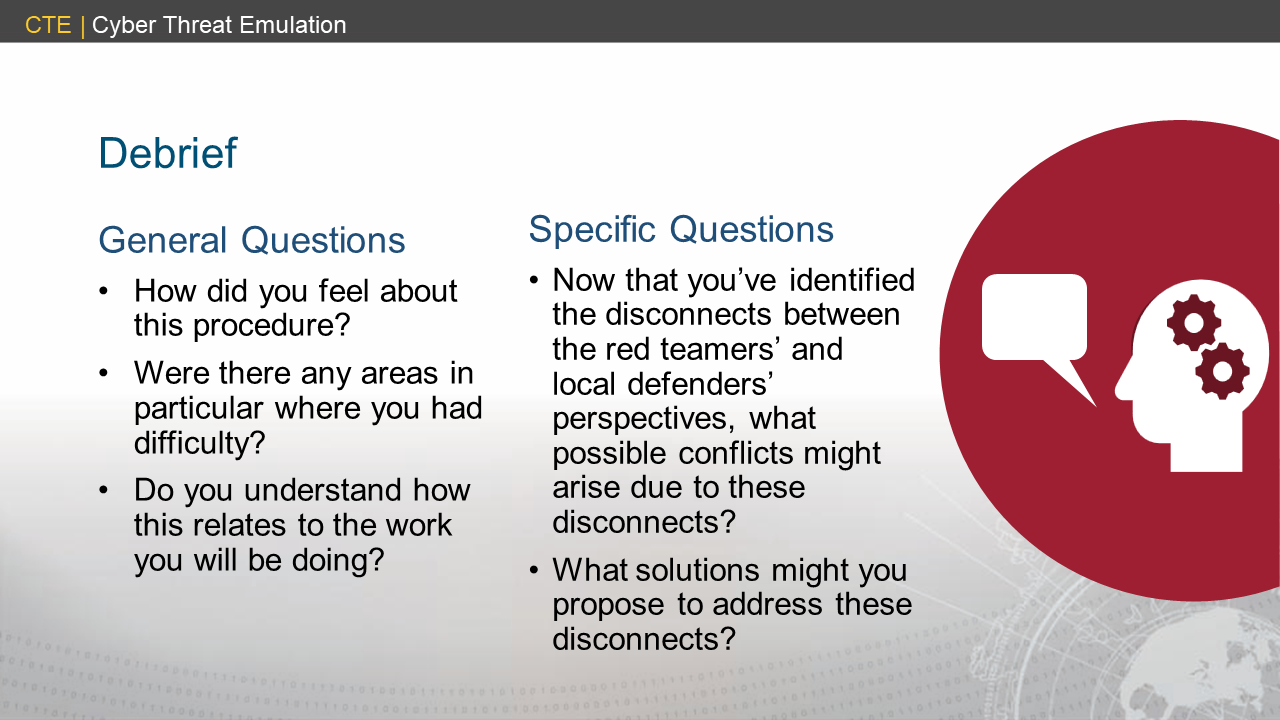 CTE | Cyber Threat Emulation
Debrief
General Questions
• How did you feel about
this procedure?
• Were there any areas in
particular where you had
difficulty?
• Do you understand how
this relates to the work
you will be doing?
Specific Questions
• Now that you’ve identified
the disconnects between
the red teamers’ and
local defenders’
perspectives, what
possible conflicts might
arise due to these
disconnects?
• What solutions might you
propose to address these
disconnects?